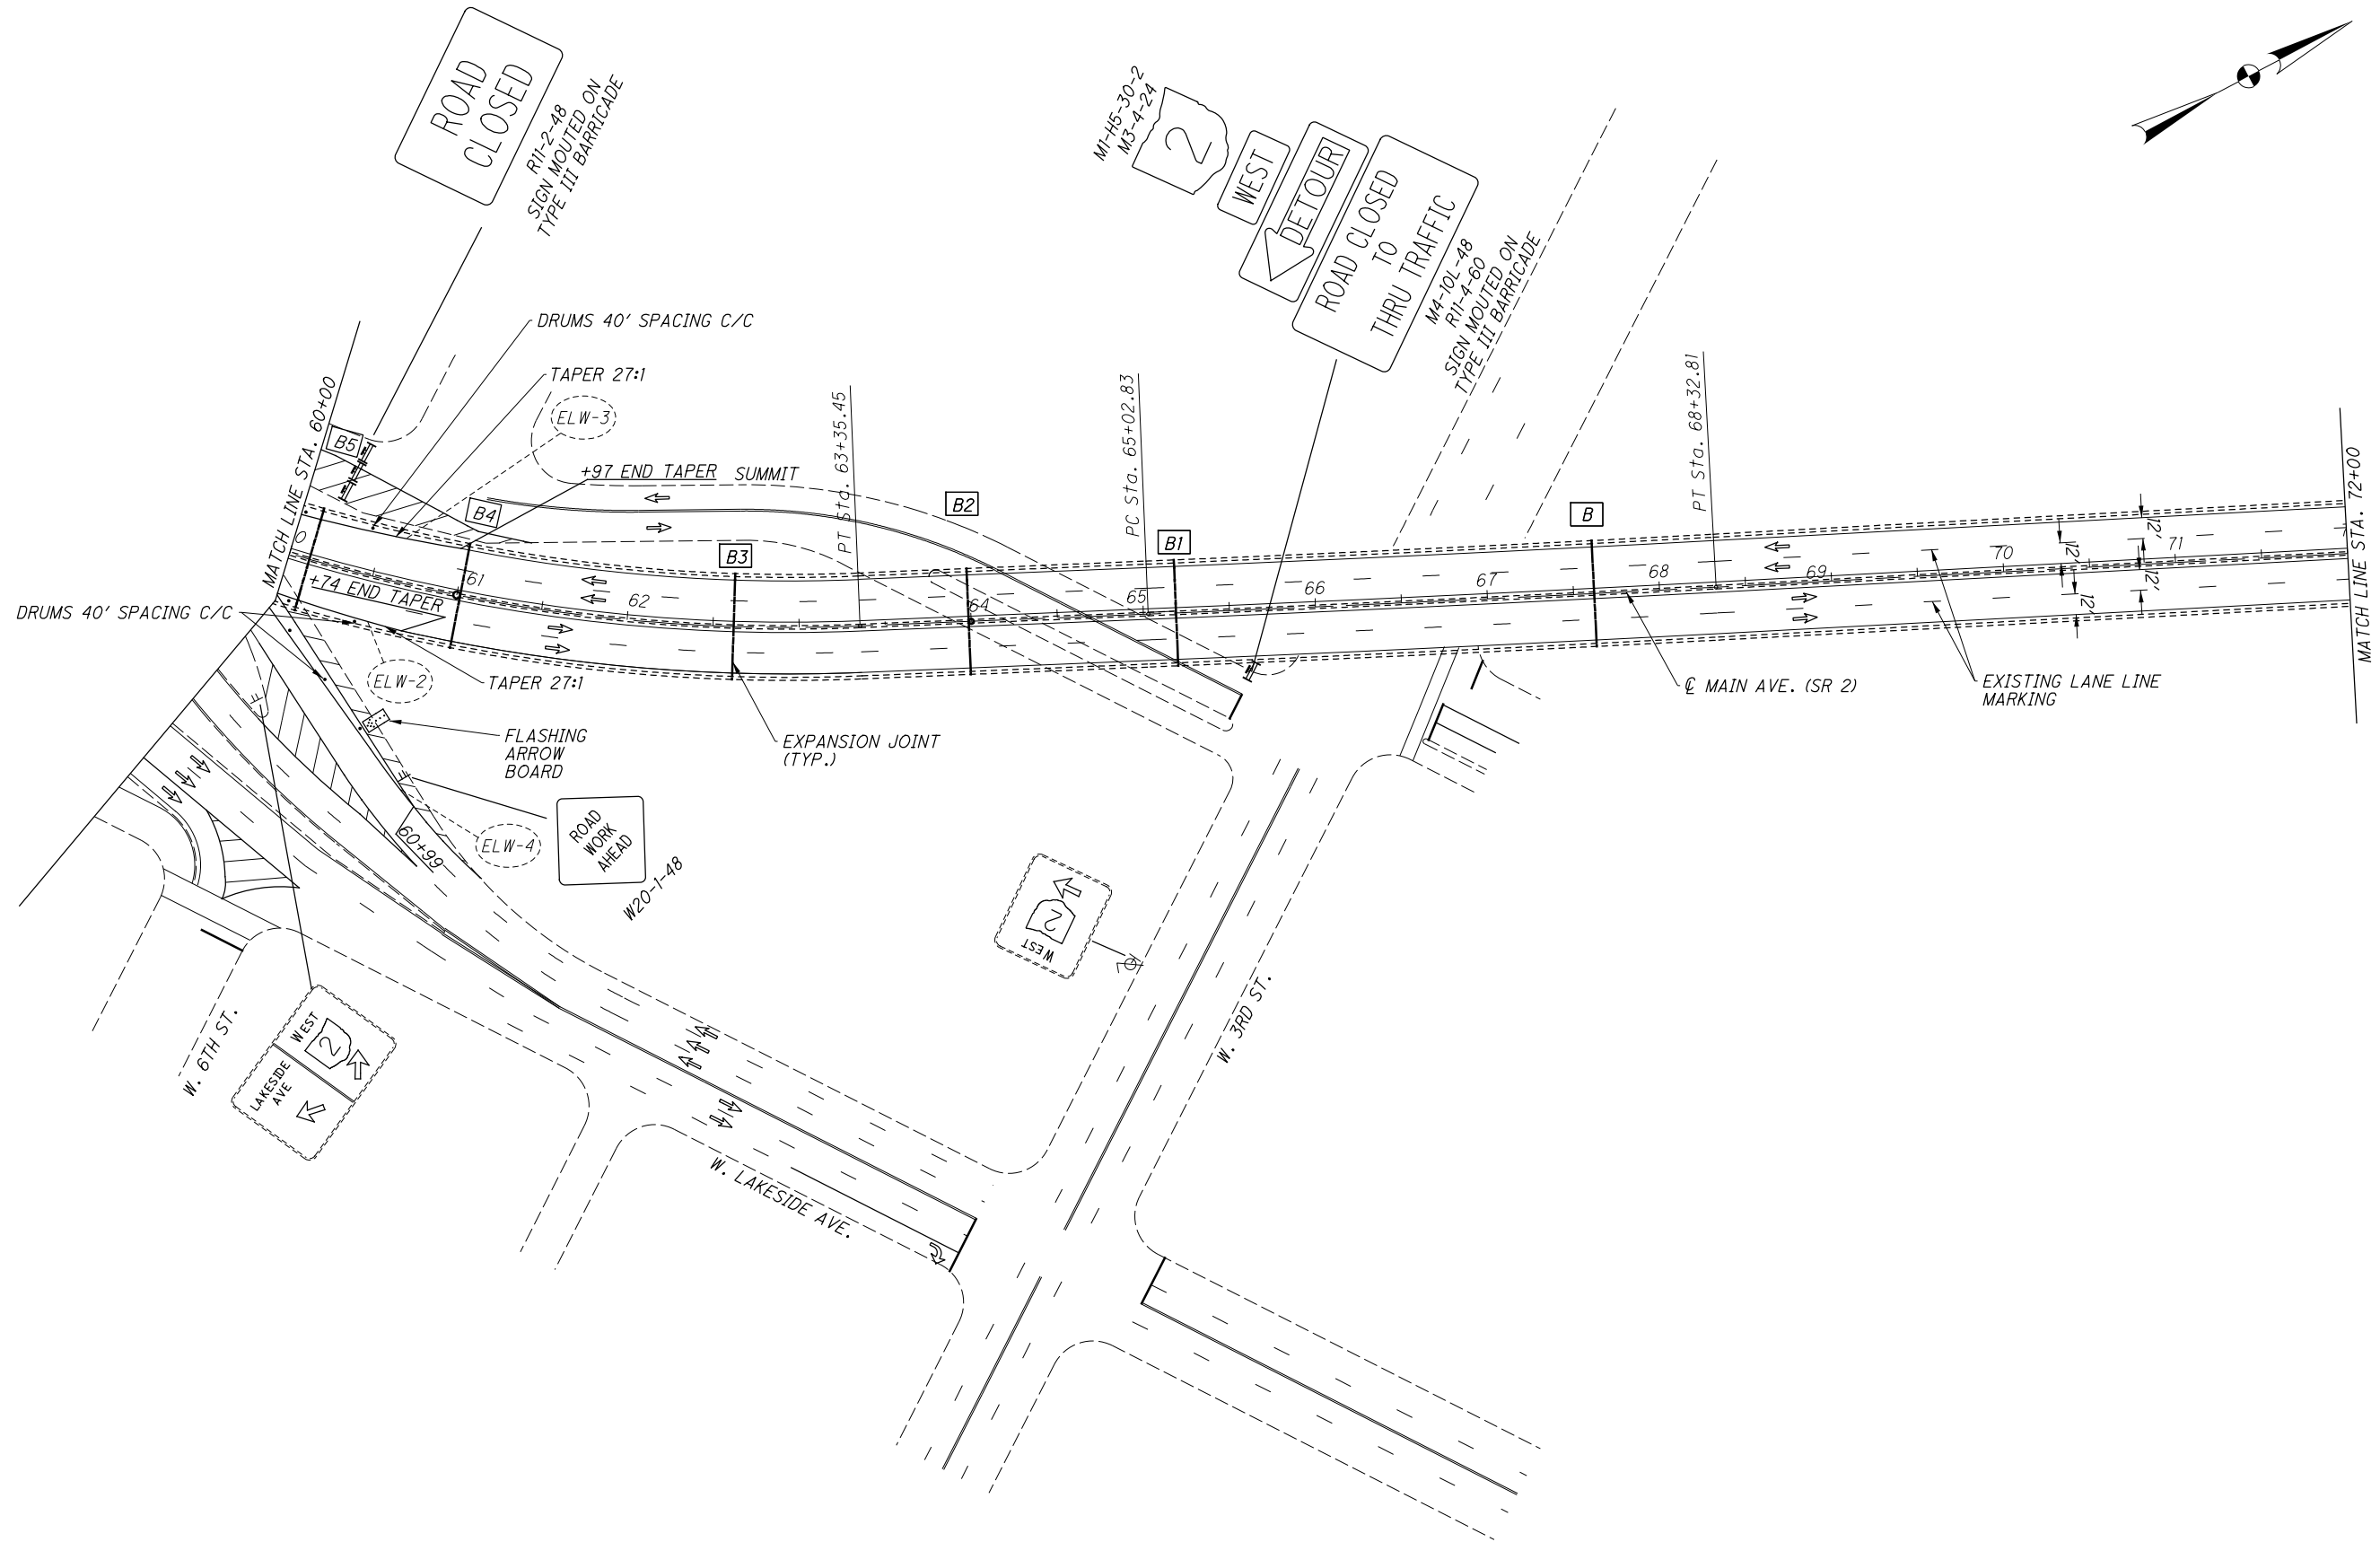 ROAD
CLOSED
R11-2-48
SIGN MOUTED ON
TYPE III BARRICADE
M1-H5-30-2
M3-4-24
2
WEST
DETOUR
ROAD CLOSED
TO
THRU TRAFFIC
M4-10L-48
R11-4-60
SIGN MOUTED ON
TYPE III BARRICADE
DRUMS 40' SPACING C/C
TAPER 27:1
ELW-3
+97 END TAPER
SUMMIT
MATCH LINE STA. 60+00
B5
B4
B3
B2
B1
B
PT Sta. 63+35.45
PC Sta. 65+02.83
PT Sta. 68+32.81
0
61
62
64
65
66
67
68
69
70
71
12'
12'
12'
12'
MATCH LINE STA. 72+00
+74 END TAPER
DRUMS 40' SPACING C/C
ELW-2
TAPER 27:1
FLASHING
ARROW
BOARD
EXPANSION JOINT
(TYP.)
℄ MAIN AVE. (SR 2)
EXISTING LANE LINE
MARKING
60+99
ELW-4
ROAD
WORK
AHEAD
W20-1-48
2
WEST
W. 3RD ST.
W. 6TH ST.
WEST
2
LAKESIDE
AVE
W. LAKESIDE AVE.